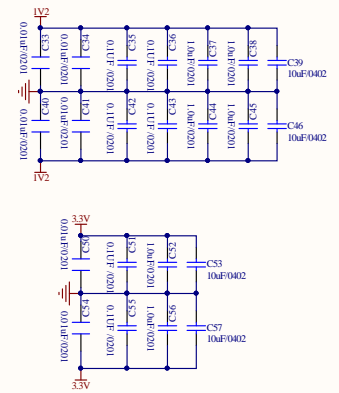 1V2
0.01uF/0201
C33
0.01uF/0201
C34
0.1UF /0201
C35
0.1UF /0201
C36
1.0uF/0201
C37
1.0uF/0201
C38
C39
10uF/0402
0.01uF/0201
C40
0.01uF/0201
C41
0.1UF /0201
C42
0.1UF /0201
C43
1.0uF/0201
C44
1.0uF/0201
C45
C46
10uF/0402
1V2
3.3V
0.01uF/0201
C50
0.1UF /0201
C51
1.0uF/0201
C52
C53
10uF/0402
0.01uF/0201
C54
0.1UF /0201
C55
1.0uF/0201
C56
C57
10uF/0402
3.3V